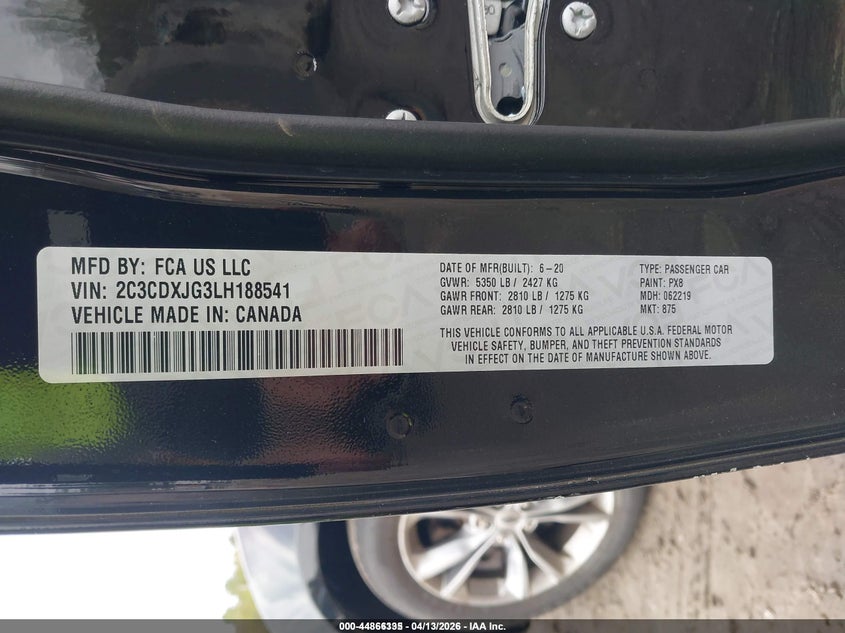 MFD BY: FCA US LLC
VIN: 2C3CDXJG3LH188541
VEHICLE MADE IN: CANADA
DATE OF MFR(BUILT): 6-20
GVWR: 5350 LB / 2427 KG
GAWR FRONT: 2810 LB / 1275 KG
GAWR REAR: 2810 LB / 1275 KG
TYPE: PASSENGER CAR
PAINT: PX8
MDH: 062219
MKT: 875
THIS VEHICLE CONFORMS TO ALL APPLICABLE U.S.A. FEDERAL MOTOR
VEHICLE SAFETY, BUMPER, AND THEFT PREVENTION STANDARDS
IN EFFECT ON THE DATE OF MANUFACTURE SHOWN ABOVE.
04/13/2026 - IAA Inc.